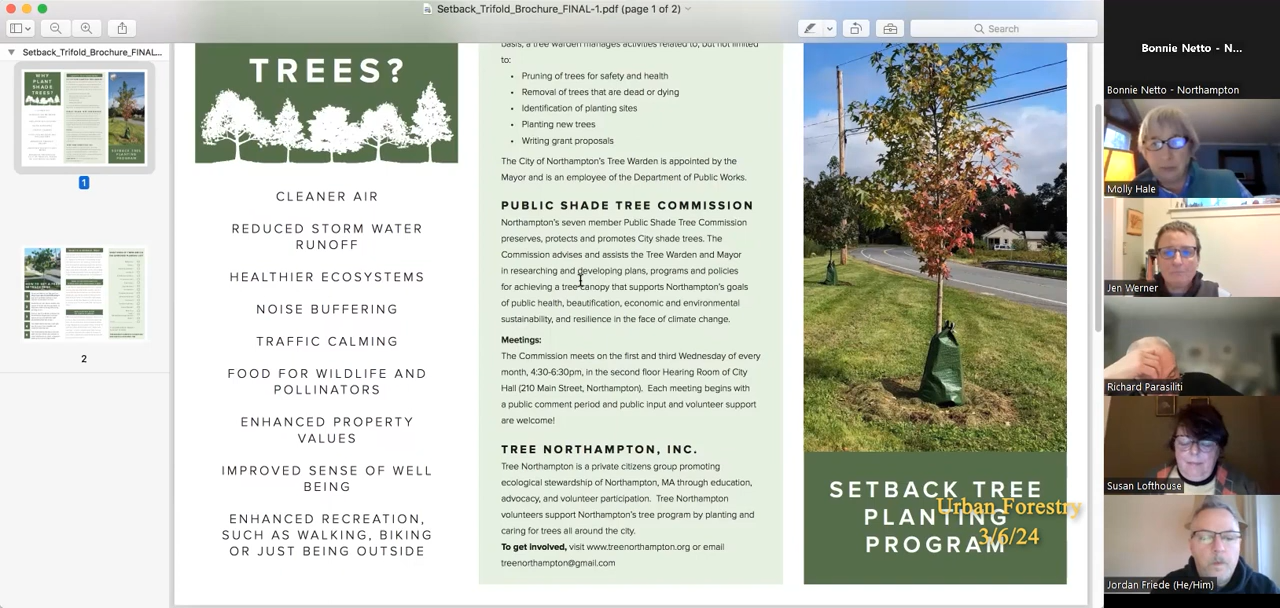 Setback_Trifold_Brochure_FINAL-1.pdf (page 1 of 2)
Search
Setback_Trifold_Brochure_FINAL...
1
2
TREES?
CLEANER AIR
REDUCED STORM WATER
RUNOFF
HEALTHIER ECOSYSTEMS
NOISE BUFFERING
TRAFFIC CALMING
FOOD FOR WILDLIFE AND
POLLINATORS
ENHANCED PROPERTY
VALUES
IMPROVED SENSE OF WELL
BEING
ENHANCED RECREATION,
SUCH AS WALKING, BIKING
OR JUST BEING OUTSIDE
basis, a tree warden manages activities related to, but not limited
to:
• Pruning of trees for safety and health
• Removal of trees that are dead or dying
• Identification of planting sites
• Planting new trees
• Writing grant proposals
The City of Northampton's Tree Warden is appointed by the
Mayor and is an employee of the Department of Public Works.
PUBLIC SHADE TREE COMMISSION
Northampton's seven member Public Shade Tree Commission
preserves, protects and promotes City shade trees. The
Commission advises and assists the Tree Warden and Mayor
in researching and developing plans, programs and policies
achieving a tree canopy that supports Northampton's goals
of public health, beautification, economic and environmental
sustainability, and resilience in the face of climate change.
Meetings:
The Commission meets on the first and third Wednesday of every
month, 4:30-6:30pm, in the second floor Hearing Room of City
Hall (210 Main Street, Northampton). Each meeting begins with
a public comment period and public input and volunteer support
are welcome!
TREE NORTHAMPTON, INC.
Tree Northampton is a private citizens group promoting
ecological stewardship of Northampton, MA through education,
advocacy, and volunteer participation. Tree Northampton
volunteers support Northampton's tree program by planting and
caring for trees all around the city.
To get involved, visit www.treenorthampton.org or email
treenorthampton@gmail.com
SETBACK TREE
PLANTING
PROGRAM
Urban Forestry
3/6/24
Bonnie Netto - N...
Bonnie Netto - Northampton
Molly Hale
Jen Werner
Richard Parasiliti
Susan Lofthouse
Jordan Friede (He/Him)